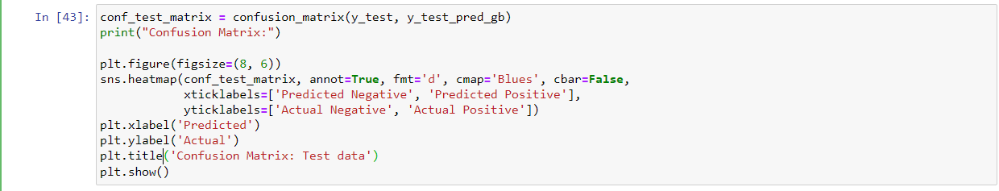 In [43]: conf_test_matrix = confusion_matrix(y_test, y_test_pred_gb)
print("Confusion Matrix:")

plt.figure(figsize=(8, 6))
sns.heatmap(conf_test_matrix, annot=True, fmt='d', cmap='Blues', cbar=False,
            xticklabels=['Predicted Negative', 'Predicted Positive'],
            yticklabels=['Actual Negative', 'Actual Positive'])
plt.xlabel('Predicted')
plt.ylabel('Actual')
plt.title('Confusion Matrix: Test data')
plt.show()